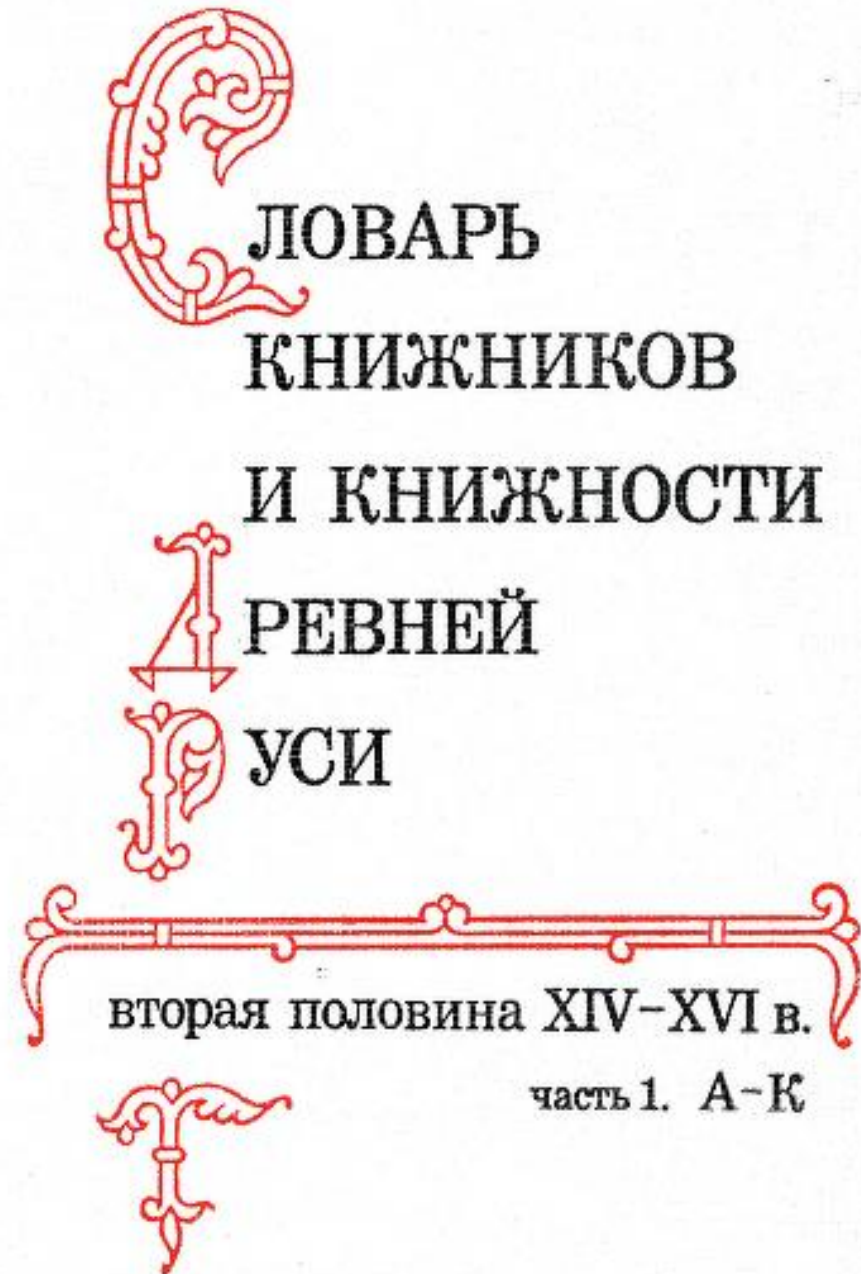 СЛОВАРЬ
КНИЖНИКОВ
И КНИЖНОСТИ
ДРЕВНЕЙ
РУСИ
вторая половина XIV-XVI в.
часть 1. А-К